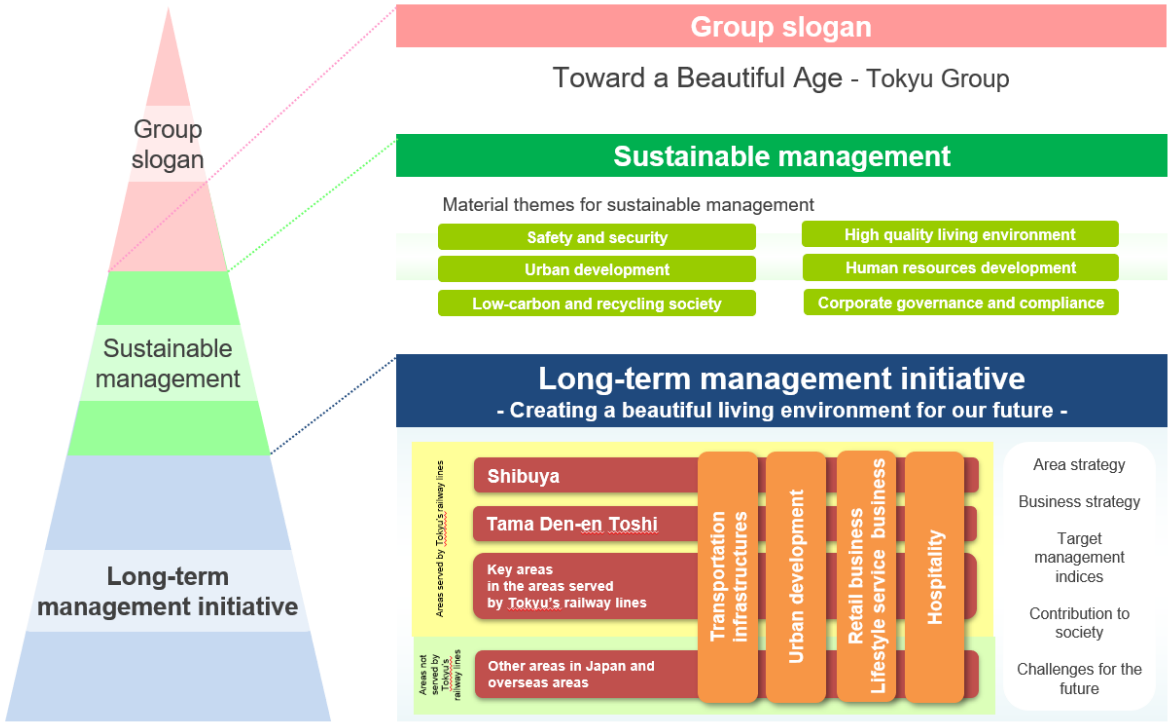 Group
slogan
Sustainable
management
Long-term
management initiative
Group slogan
Toward a Beautiful Age - Tokyu Group
Sustainable management
Material themes for sustainable management
Safety and security
High quality living environment
Urban development
Human resources development
Low-carbon and recycling society
Corporate governance and compliance
Long-term management initiative
- Creating a beautiful living environment for our future -
Areas served by Tokyu's railway lines
Shibuya
Tama Den-en Toshi
Key areas
in the areas served
by Tokyu's railway lines
Areas not
served by
Tokyu's
railway lines
Other areas in Japan and
overseas areas
Transportation
infrastructures
Urban development
Retail business
Lifestyle service business
Hospitality
Area strategy
Business strategy
Target
management
indices
Contribution to
society
Challenges for the
future